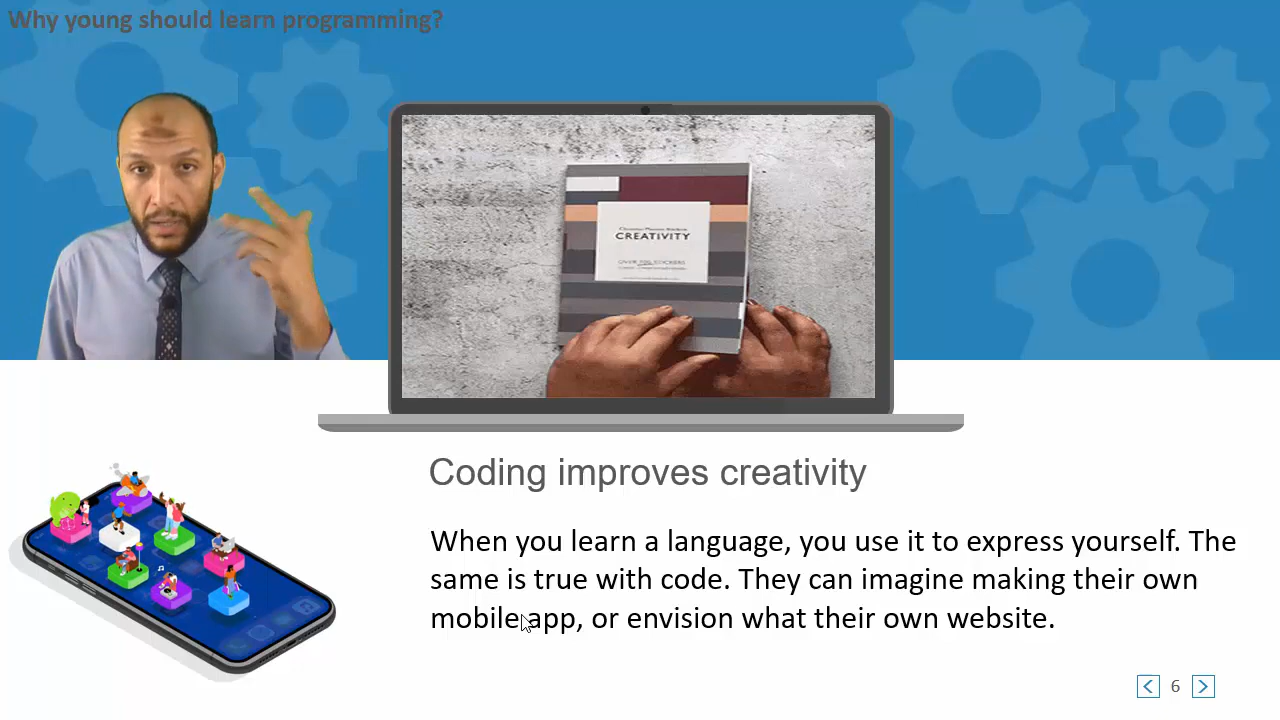 Why young should learn programming?
CREATIVITY
Coding improves creativity
When you learn a language, you use it to express yourself. The
same is true with code. They can imagine making their own
mobile app, or envision what their own website.
6